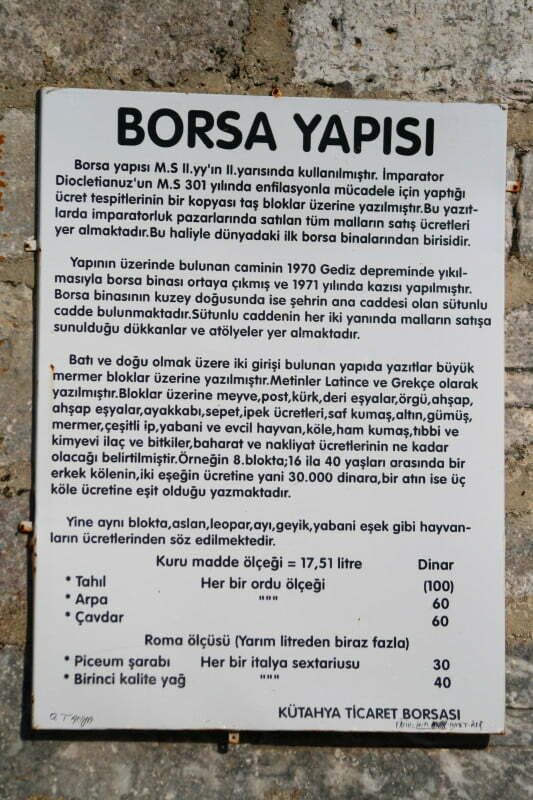 BORSA YAPISI
Borsa yapısı M.S II.yy'ın II.yarısında kullanılmıştır. İmparator
Diocletianuz'un M.S 301 yılında enfilasyonla mücadele için yaptığı
ücret tespitlerinin bir kopyası taş bloklar üzerine yazılmıştır.Bu yazıt-
larda imparatorluk pazarlarında satılan tüm malların satış ücretleri
yer almaktadır.Bu haliyle dünyadaki ilk borsa binalarından birisidir.
Yapının üzerinde bulunan caminin 1970 Gediz depreminde yıkıl-
masıyla borsa binası ortaya çıkmış ve 1971 yılında kazısı yapılmıştır.
Borsa binasının kuzey doğusunda ise şehrin ana caddesi olan sütunlu
cadde bulunmaktadır.Sütunlu caddenin her iki yanında malların satışa
sunulduğu dükkanlar ve atölyeler yer almaktadır.
Batı ve doğu olmak üzere iki girişi bulunan yapıda yazıtlar büyük
mermer bloklar üzerine yazılmıştır.Metinler Latince ve Grekçe olarak
yazılmıştır.Bloklar üzerine meyve,post,kürk,deri eşyalar,örgü,ahşap,
ahşap eşyalar,ayakkabı,sepet,ipek ücretleri,saf kumaş,altın,gümüş,
mermer,çeşitli ip,yabani ve evcil hayvan,köle,ham kumaş,tıbbi ve
kimyevi ilaç ve bitkiler,baharat ve nakliyat ücretlerinin ne kadar
olacağı belirtilmiştir.Örneğin 8.blokta;16 ila 40 yaşları arasında bir
erkek kölenin,iki eşeğin ücretine yani 30.000 dinara,bir atın ise üç
köle ücretine eşit olduğu yazmaktadır.
Yine aynı blokta,aslan,leopar,ayı,geyik,yabani eşek gibi hayvan-
ların ücretlerinden söz edilmektedir.
Kuru madde ölçeği = 17,51 litre Dinar
* Tahıl Her bir ordu ölçeği (100)
* Arpa """ 60
* Çavdar 60
Roma ölçüsü (Yarım litreden biraz fazla)
* Piceum şarabı Her bir italya sextariusu 30
* Birinci kalite yağ """ 40
KÜTAHYA TİCARET BORSASI